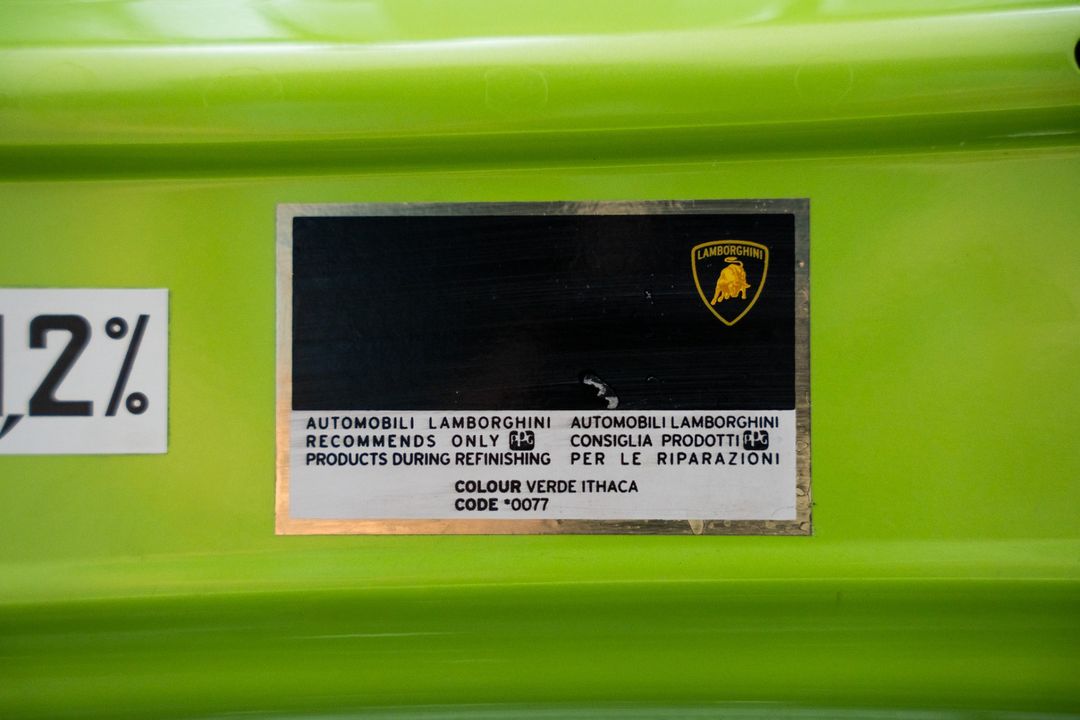 ,2%
LAMBORGHINI
AUTOMOBILI LAMBORGHINI
RECOMMENDS ONLY PPG
PRODUCTS DURING REFINISHING
AUTOMOBILI LAMBORGHINI
CONSIGLIA PRODOTTI PPG
PER LE RIPARAZIONI
COLOUR VERDE ITHACA
CODE *0077